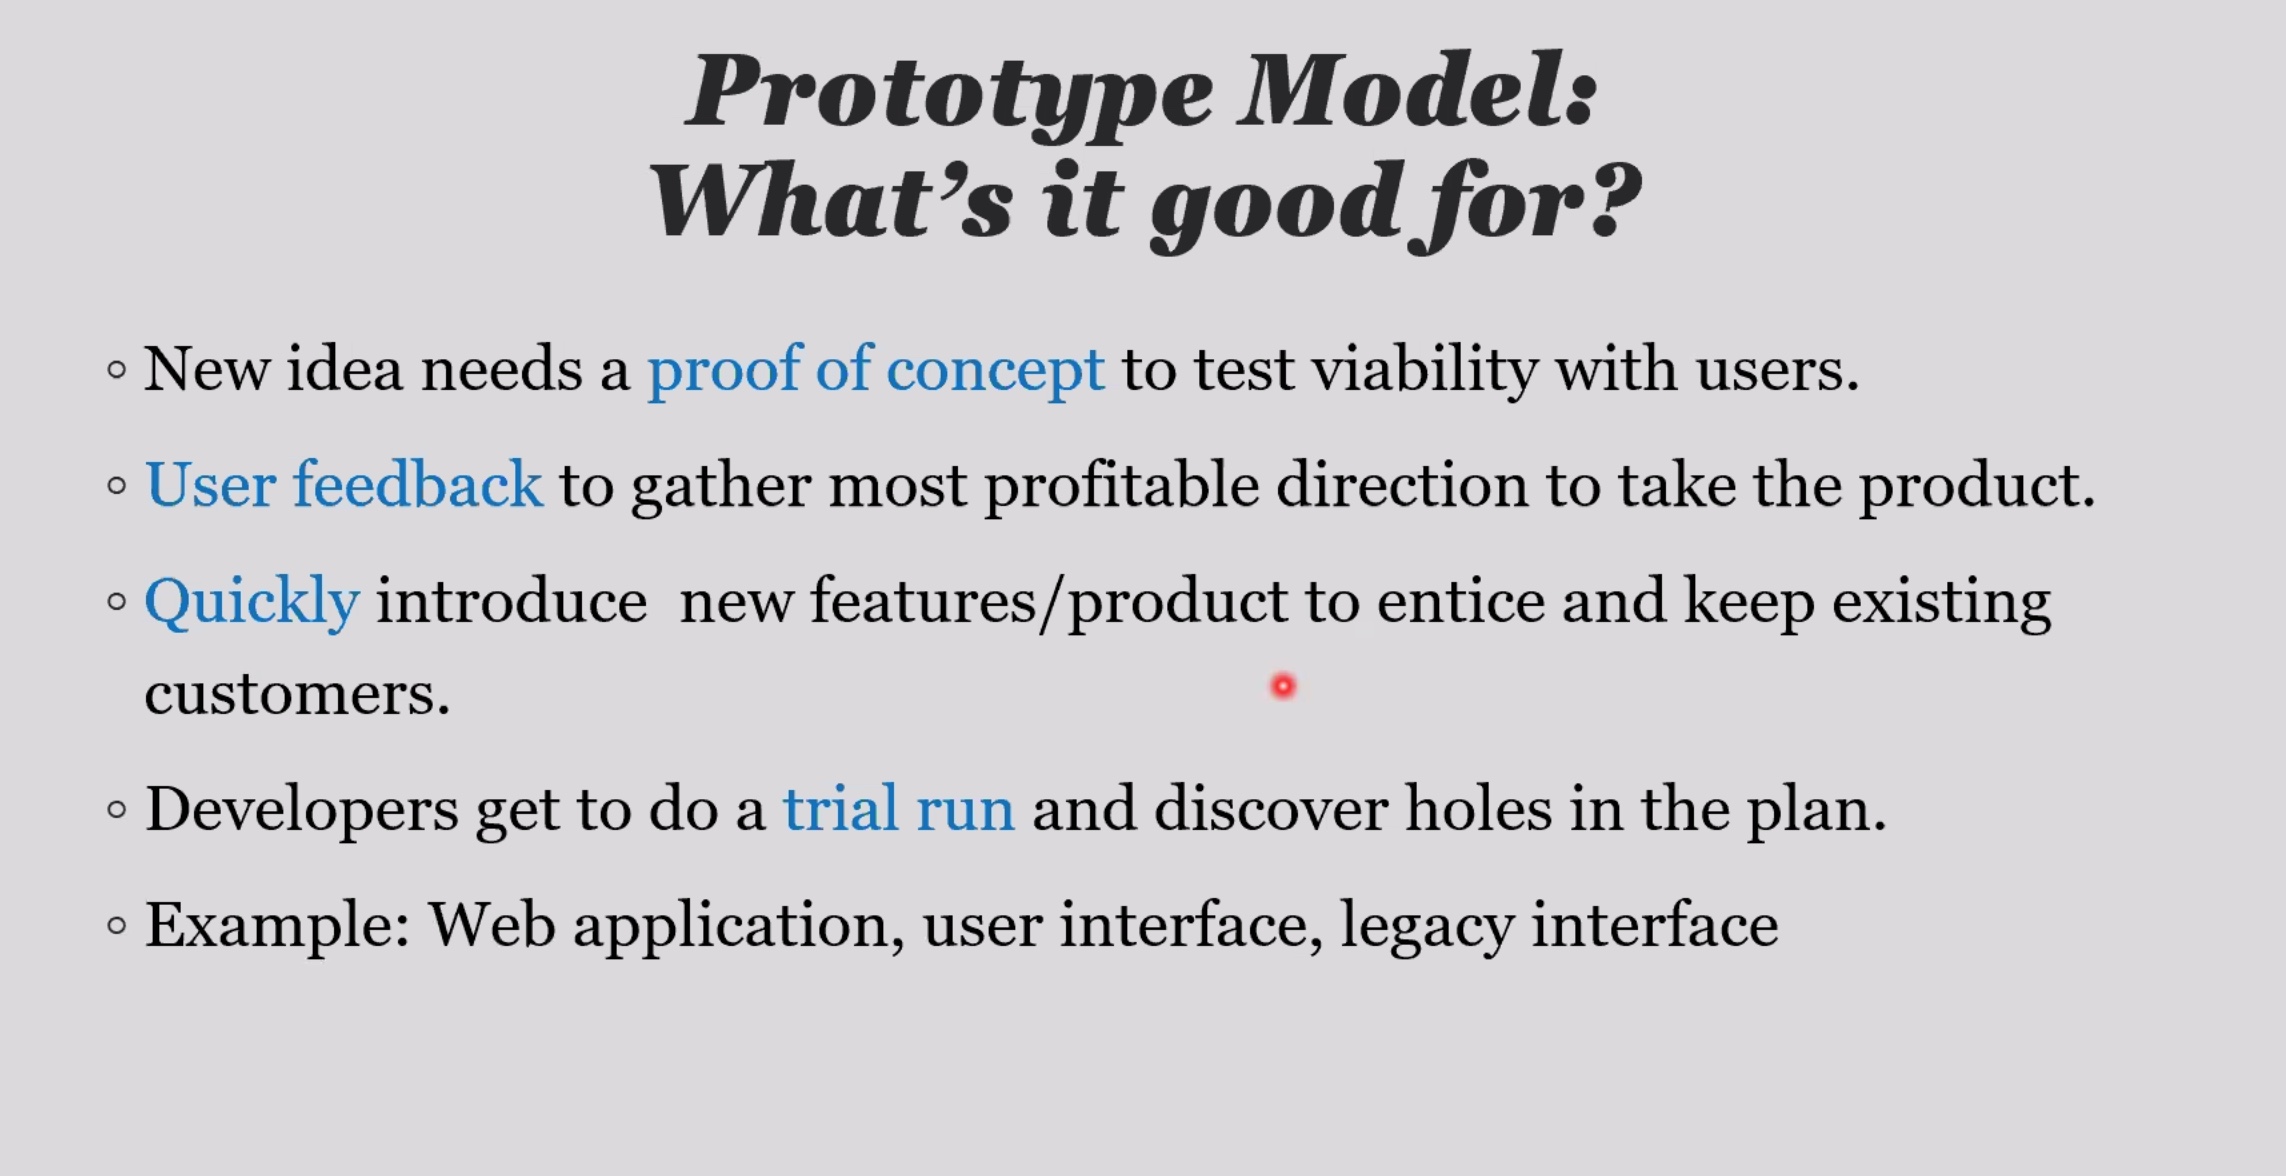 Prototype Model:
What's it good for?
◦ New idea needs a proof of concept to test viability with users.
◦ User feedback to gather most profitable direction to take the product.
◦ Quickly introduce  new features/product to entice and keep existing
customers.
◦ Developers get to do a trial run and discover holes in the plan.
◦ Example: Web application, user interface, legacy interface